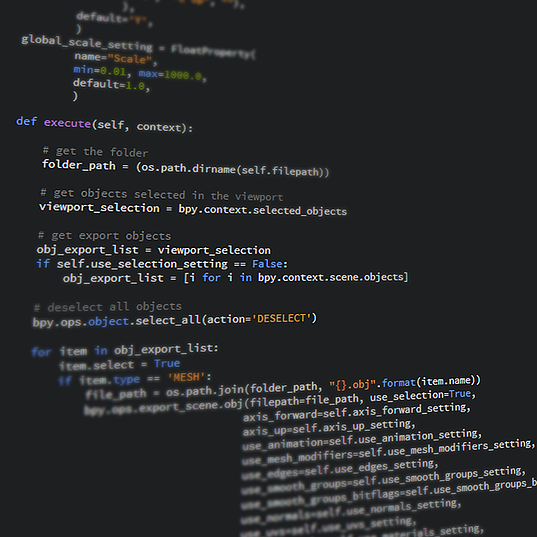 ),
default='Y',
)
global_scale_setting = FloatProperty(
name="Scale",
min=0.01, max=1000.0,
default=1.0,
)
def execute(self, context):
# get the folder
folder_path = (os.path.dirname(self.filepath))
# get objects selected in the viewport
viewport_selection = bpy.context.selected_objects
# get export objects
obj_export_list = viewport_selection
if self.use_selection_setting == False:
obj_export_list = [i for i in bpy.context.scene.objects]
# deselect all objects
bpy.ops.object.select_all(action='DESELECT')
for item in obj_export_list:
item.select = True
if item.type == 'MESH':
file_path = os.path.join(folder_path, "{}.obj".format(item.name))
bpy.ops.export_scene.obj(filepath=file_path, use_selection=True,
axis_forward=self.axis_forward_setting,
axis_up=self.axis_up_setting,
use_animation=self.use_animation_setting,
use_mesh_modifiers=self.use_mesh_modifiers_setting,
use_edges=self.use_edges_setting,
use_smooth_groups=self.use_smooth_groups_setting,
use_smooth_groups_bitflags=self.use_smooth_groups_b
use_normals=self.use_normals_setting,
use_uvs=self.use_uvs_setting,